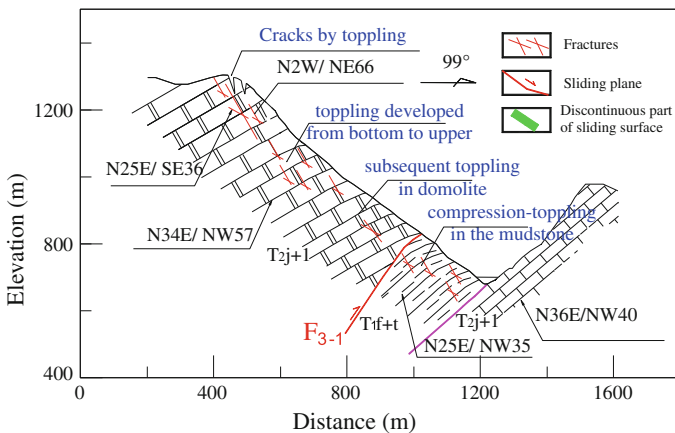 Cracks by toppling
N2W/ NE66
99°
Fractures
Sliding plane
Discontinuous part
of sliding surface
toppling developed
from bottom to upper
N25E/ SE36
subsequent toppling
in domolite
N34E/ NW57
compression-toppling
in the mudstone
T2j+1
T1f+t
T2j+1
F3-1
N25E/ NW35
N36E/NW40
Elevation (m)
1200
1000
800
600
400
0
400
800
1200
1600
Distance (m)